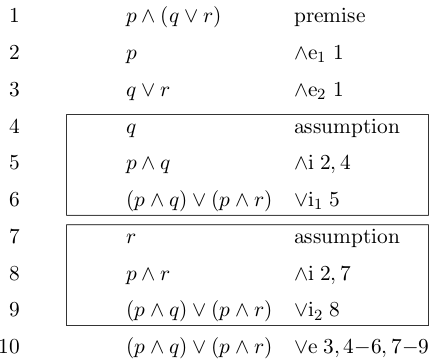 1 p ∧ (q ∨ r) premise
2 p ∧e₁ 1
3 q ∨ r ∧e₂ 1
4 q assumption
5 p ∧ q ∧i 2, 4
6 (p ∧ q) ∨ (p ∧ r) ∨i₁ 5
7 r assumption
8 p ∧ r ∧i 2, 7
9 (p ∧ q) ∨ (p ∧ r) ∨i₂ 8
10 (p ∧ q) ∨ (p ∧ r) ∨e 3, 4−6, 7−9